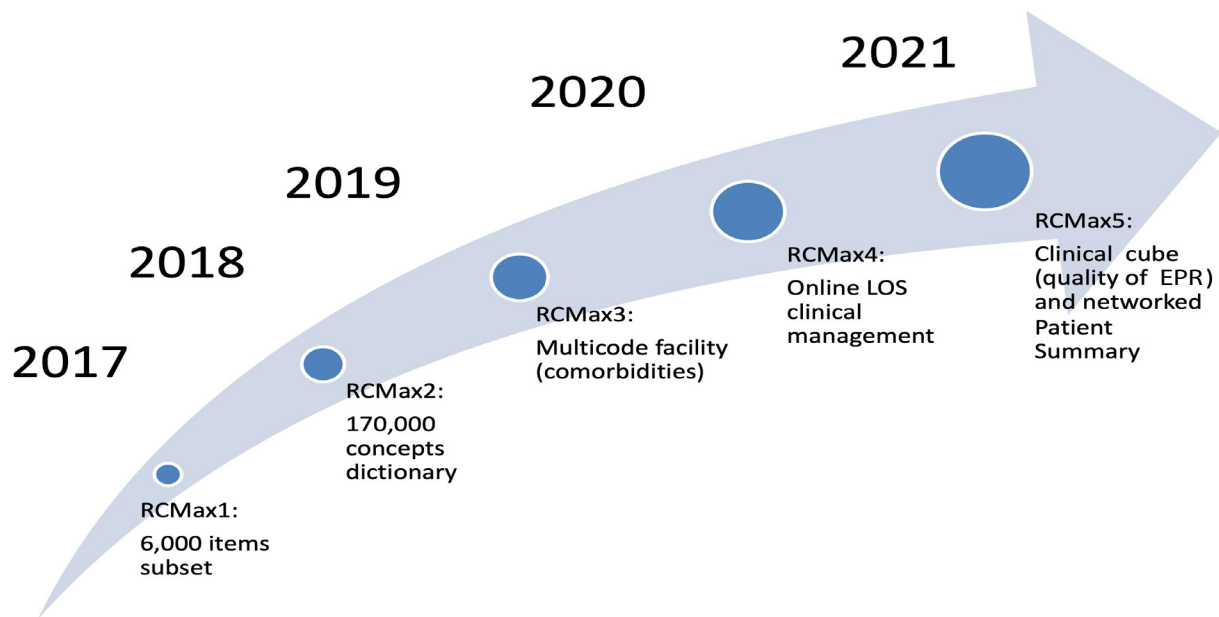 2017
RCMax1:
6,000 items
subset
2018
RCMax2:
170,000
concepts
dictionary
2019
RCMax3:
Multicode facility
(comorbidities)
2020
RCMax4:
Online LOS
clinical
management
2021
RCMax5:
Clinical cube
(quality of EPR)
and networked
Patient
Summary